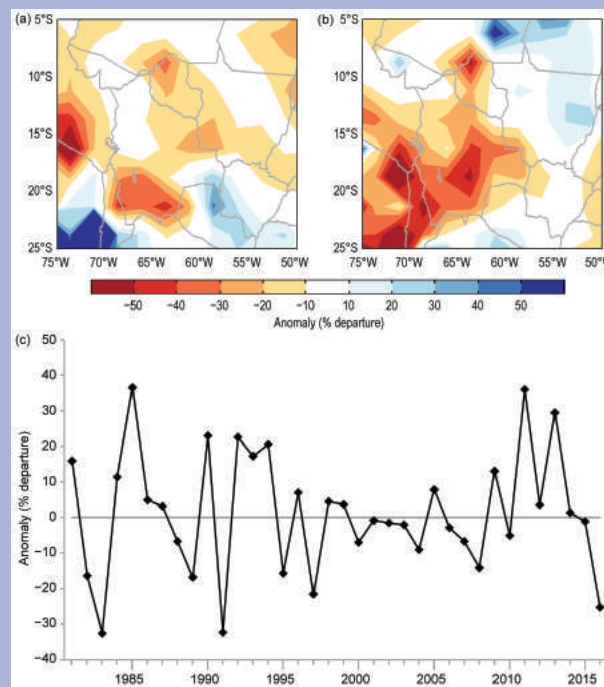 (a) (b)
5°S 5°S
10°S 10°S
15°S 15°S
20°S 20°S
25°S 25°S
75°W 70°W 65°W 60°W 55°W 50°W 75°W 70°W 65°W 60°W 55°W 50°W
−50 −40 −30 −20 −10 10 20 30 40 50
Anomaly (% departure)
(c)
Anomaly (% departure)
50
40
30
20
10
0
−10
−20
−30
−40
1985 1990 1995 2000 2005 2010 2015